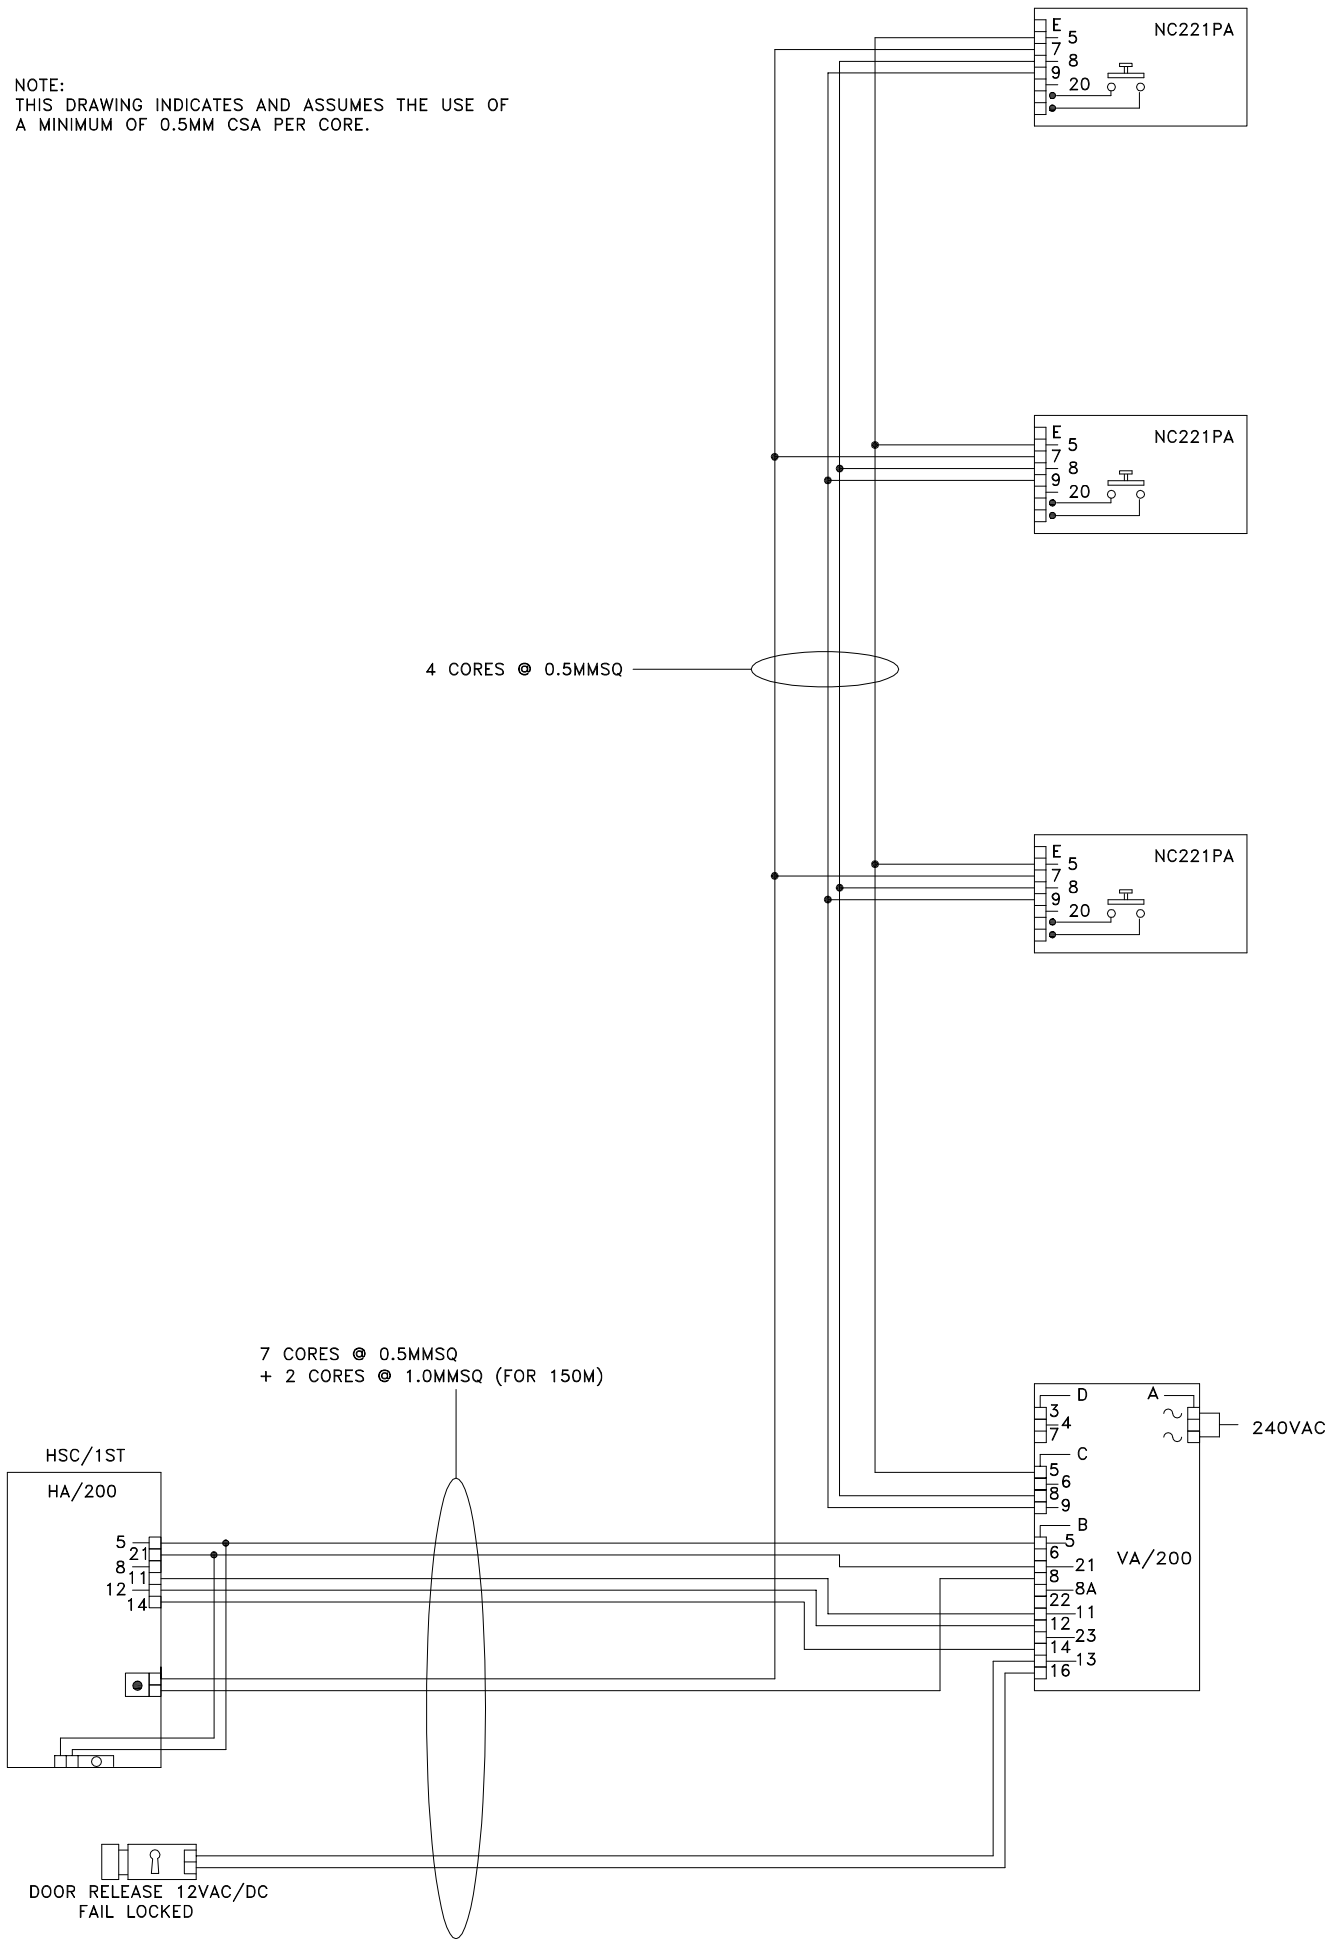 NOTE:
THIS DRAWING INDICATES AND ASSUMES THE USE OF
A MINIMUM OF 0.5MM CSA PER CORE.
NC221PA
E
5
7
8
9
20
NC221PA
E
5
7
8
9
20
4 CORES @ 0.5MMSQ
NC221PA
E
5
7
8
9
20
7 CORES @ 0.5MMSQ
+ 2 CORES @ 1.0MMSQ (FOR 150M)
HSC/1ST
HA/200
5
21
8
11
12
14
D
3
4
7
A
240VAC
C
5
6
8
9
B
5
6
21
8
8A
22
11
12
23
14
13
16
VA/200
DOOR RELEASE 12VAC/DC
FAIL LOCKED